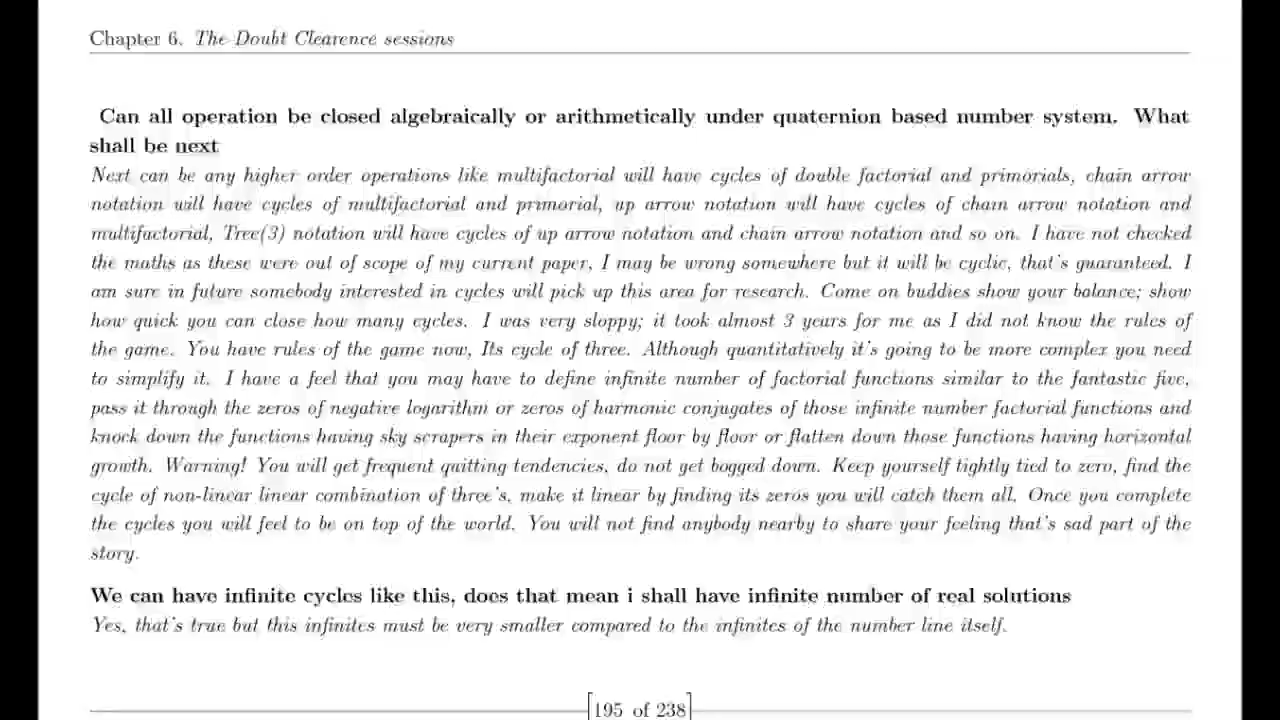 Chapter 6. The Doubt Clearence sessions
Can all operation be closed algebraically or arithmetically under quaternion based number system. What
shall be next
Next can be any higher order operations like multifactorial will have cycles of double factorial and primorials, chain arrow
notation will have cycles of multifactorial and primorial, up arrow notation will have cycles of chain arrow notation and
multifactorial, Tree(3) notation will have cycles of up arrow notation and chain arrow notation and so on. I have not checked
the maths as these were out of scope of my current paper, I may be wrong somewhere but it will be cyclic, that's guaranteed. I
am sure in future somebody interested in cycles will pick up this area for research. Come on buddies show your balance; show
how quick you can close how many cycles. I was very sloppy; it took almost 3 years for me as I did not know the rules of
the game. You have rules of the game now, Its cycle of three. Although quantitatively it's going to be more complex you need
to simplify it. I have a feel that you may have to define infinite number of factorial functions similar to the fantastic five,
pass it through the zeros of negative logarithm or zeros of harmonic conjugates of those infinite number factorial functions and
knock down the functions having sky scrapers in their exponent floor by floor or flatten down those functions having horizontal
growth. Warning! You will get frequent quitting tendencies, do not get bogged down. Keep yourself tightly tied to zero, find the
cycle of non-linear linear combination of three's, make it linear by finding its zeros you will catch them all. Once you complete
the cycles you will feel to be on top of the world. You will not find anybody nearby to share your feeling that's sad part of the
story.
We can have infinite cycles like this, does that mean i shall have infinite number of real solutions
Yes, that's true but this infinites must be very smaller compared to the infinites of the number line itself.
[195 of 238]